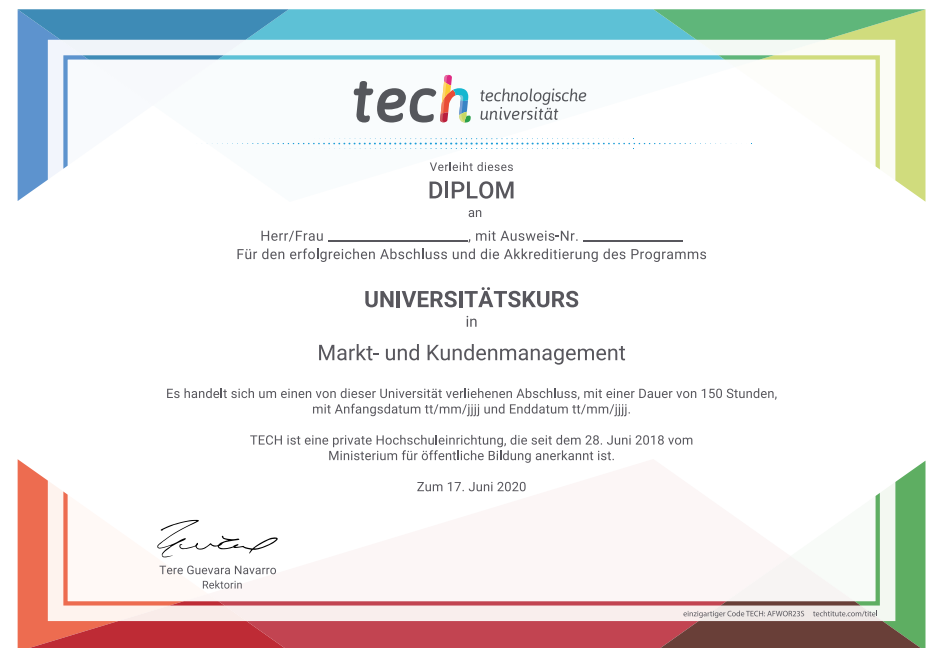 tech technologische
universität
Verleiht dieses
DIPLOM
an
Herr/Frau ____________, mit Ausweis-Nr. ____________
Für den erfolgreichen Abschluss und die Akkreditierung des Programms
UNIVERSITÄTSKURS
in
Markt- und Kundenmanagement
Es handelt sich um einen von dieser Universität verliehenen Abschluss, mit einer Dauer von 150 Stunden,
mit Anfangsdatum tt/mm/jjjj und Enddatum tt/mm/jjjj.
TECH ist eine private Hochschuleinrichtung, die seit dem 28. Juni 2018 vom
Ministerium für öffentliche Bildung anerkannt ist.
Zum 17. Juni 2020
Tere Guevara Navarro
Rektorin
einzigartiger Code TECH: AFWOR23S techtitute.com/titel